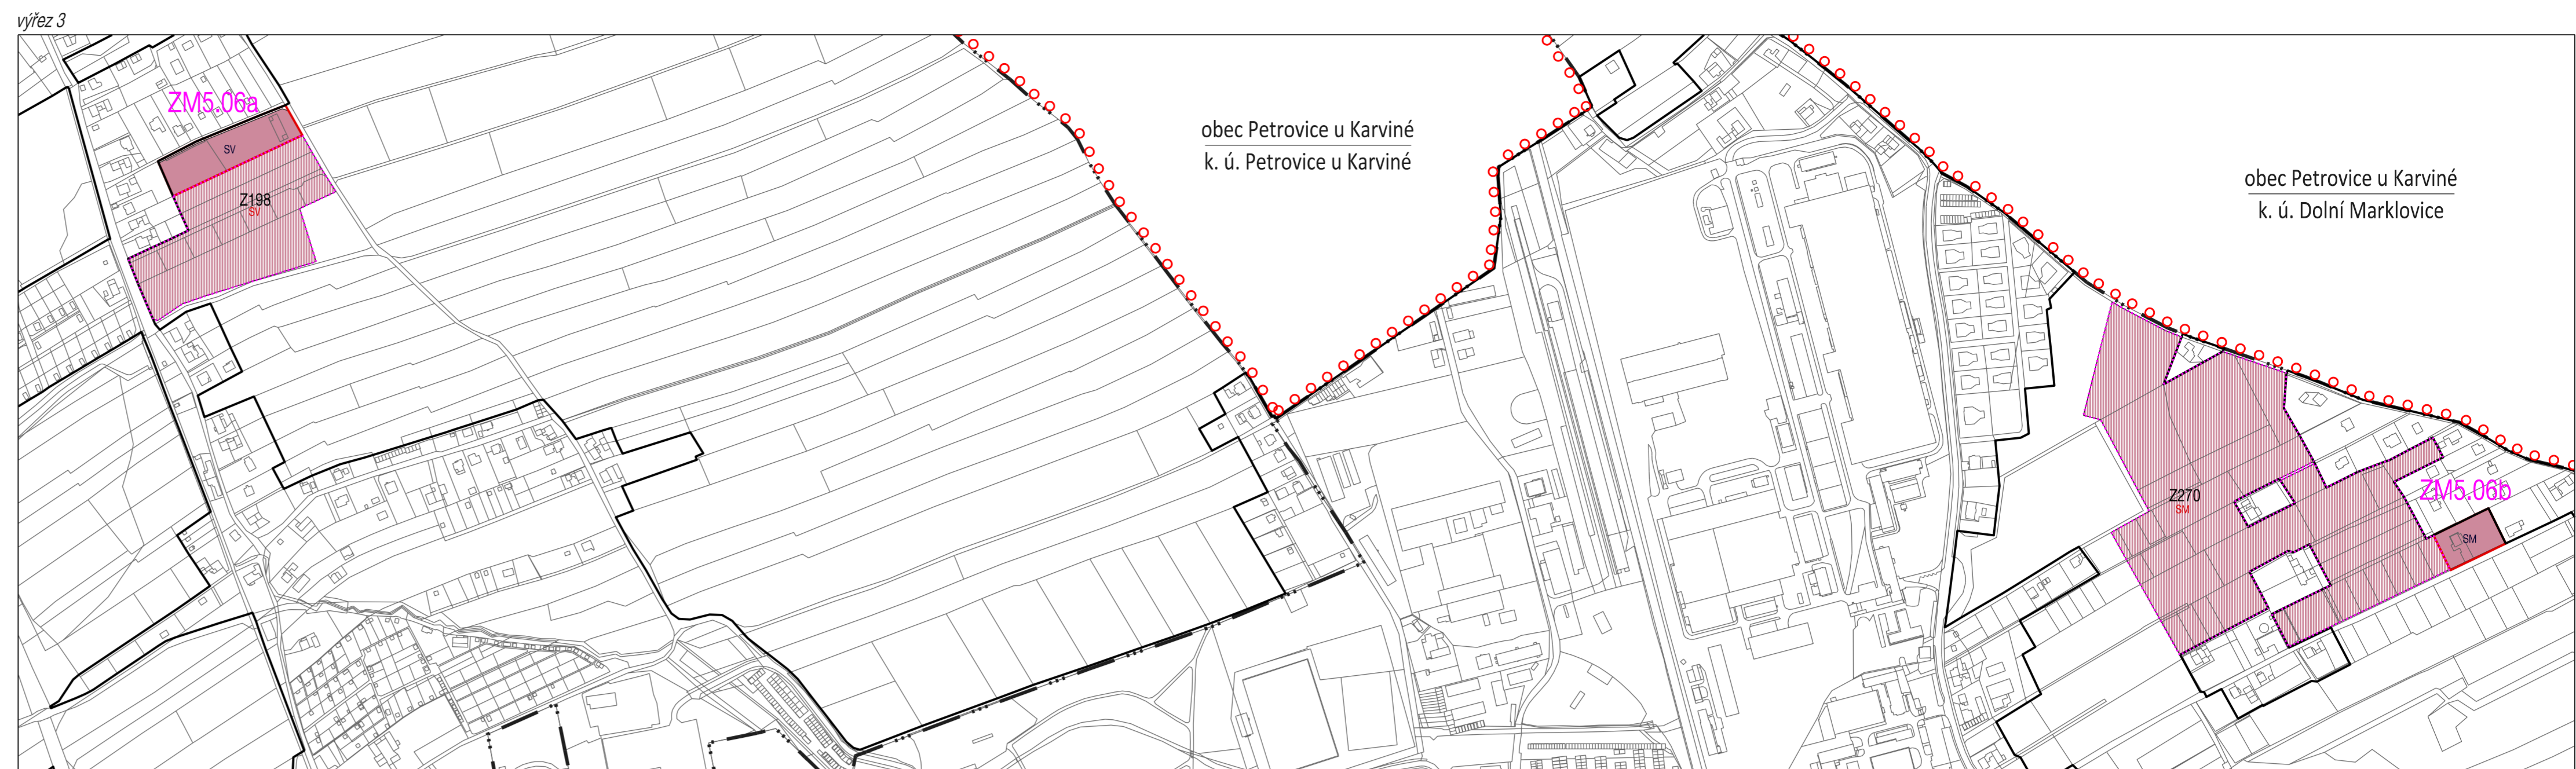 výřez 3
ZM5.06a
SV
Z198
SV
obec Petrovice u Karviné
k. ú. Petrovice u Karviné
obec Petrovice u Karviné
k. ú. Dolní Marklovice
Z270
SM
ZM5.06b
SM